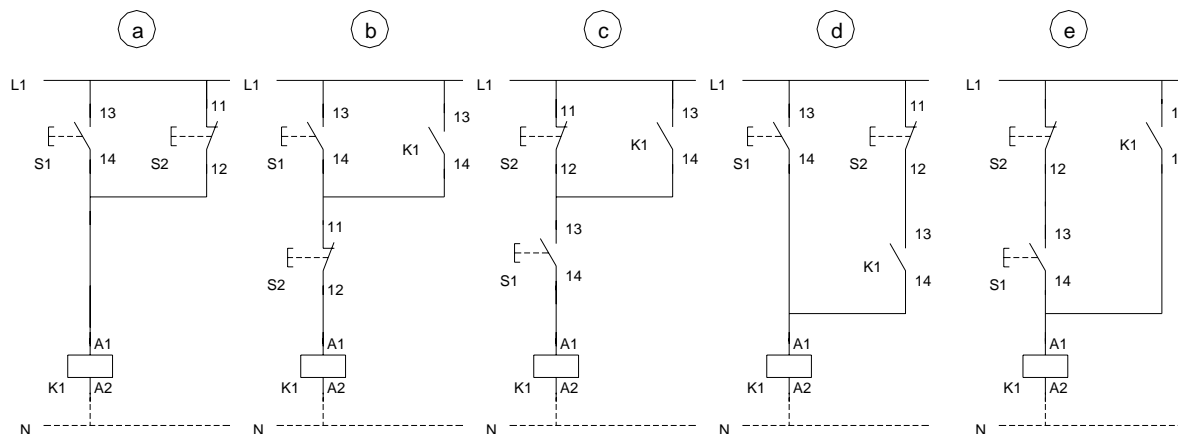 a b c d e
L1 L1 L1 L1 L1
13 11 13 13 11 13 13 11 1
S1 14 S2 12 S1 14 K1 14 S2 12 K1 14 S1 14 S2 12 S2 K1 1
11 13 13 13
S2 12 S1 14 K1 14 S1 14
A1 A1 A1 A1 A1
K1 A2 K1 A2 K1 A2 K1 A2 K1 A2
N N N N N